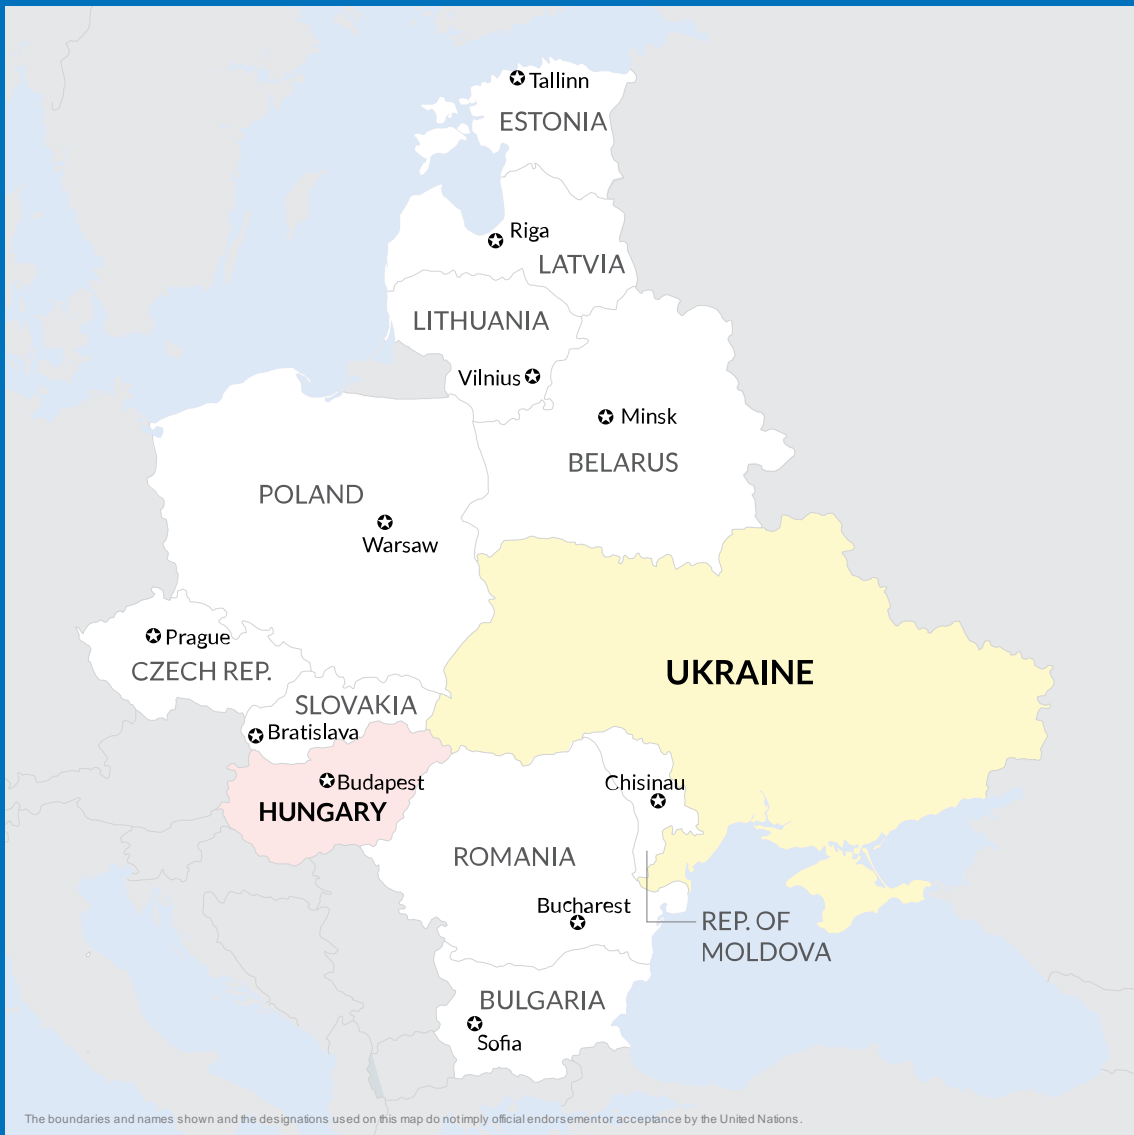 Tallinn
ESTONIA
Riga
LATVIA
LITHUANIA
Vilnius
Minsk
BELARUS
POLAND
Warsaw
Prague
CZECH REP.
UKRAINE
SLOVAKIA
Bratislava
Budapest
HUNGARY
Chisinau
ROMANIA
Bucharest
REP. OF
MOLDOVA
BULGARIA
Sofia
The boundaries and names shown and the designations used on this map do not imply official endorsement or acceptance by the United Nations.